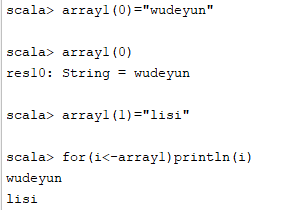 scala> array1(0)="wudeyun"
scala> array1(0)
res10: String = wudeyun
scala> array1(1)="lisi"
scala> for(i<-array1)println(i)
wudeyun
lisi